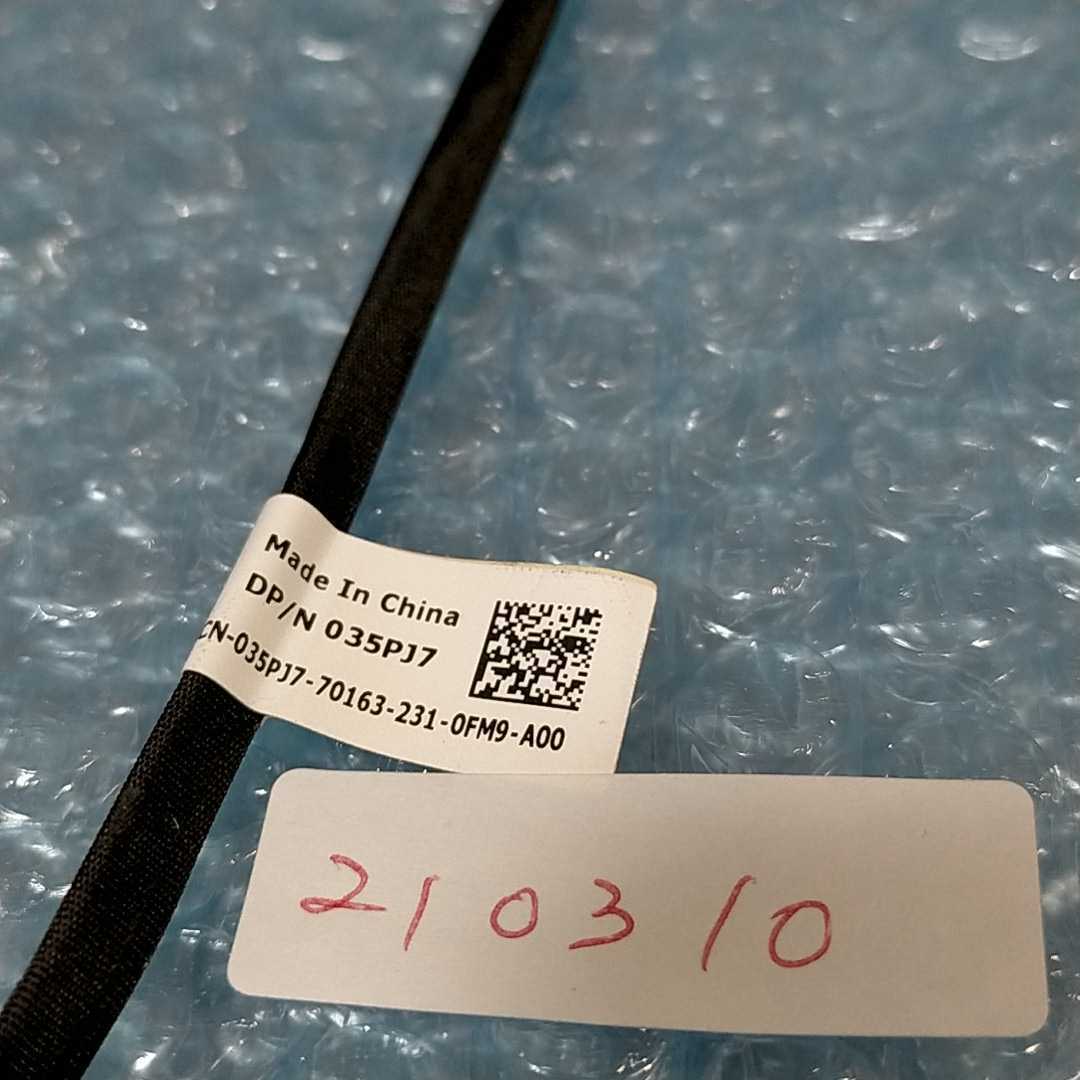 Made In China
DP/N 035PJ7
CN-035PJ7-70163-231-0FM9-A00
210310